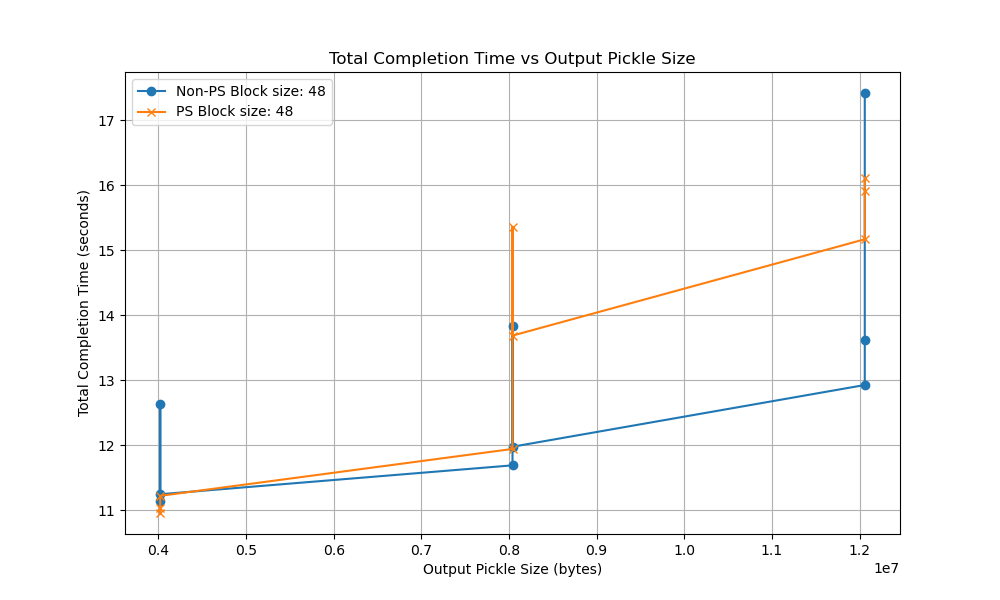 Total Completion Time vs Output Pickle Size
Non-PS Block size: 48
PS Block size: 48
Total Completion Time (seconds)
17
16
15
14
13
12
11
0.4 0.5 0.6 0.7 0.8 0.9 1.0 1.1 1.2
1e7
Output Pickle Size (bytes)